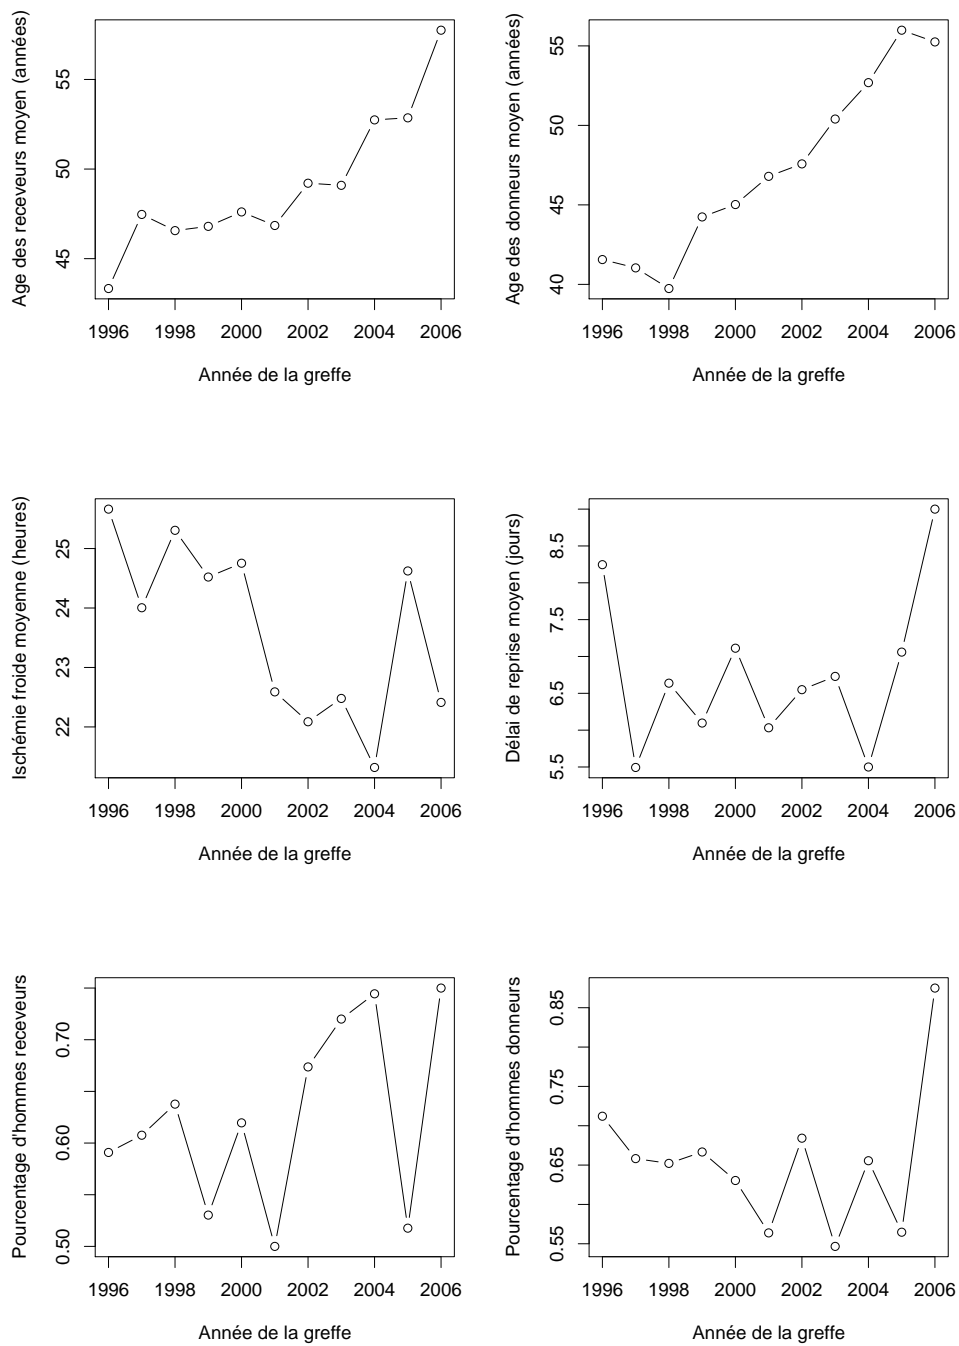 Age des receveurs moyen (années)
55
50
45
1996 1998 2000 2002 2004 2006
Année de la greffe
Age des donneurs moyen (années)
55
50
45
40
1996 1998 2000 2002 2004 2006
Année de la greffe
Ischémie froide moyenne (heures)
25
24
23
22
1996 1998 2000 2002 2004 2006
Année de la greffe
Délai de reprise moyen (jours)
8.5
7.5
6.5
5.5
1996 1998 2000 2002 2004 2006
Année de la greffe
Pourcentage d'hommes receveurs
0.70
0.60
0.50
1996 1998 2000 2002 2004 2006
Année de la greffe
Pourcentage d'hommes donneurs
0.85
0.75
0.65
0.55
1996 1998 2000 2002 2004 2006
Année de la greffe